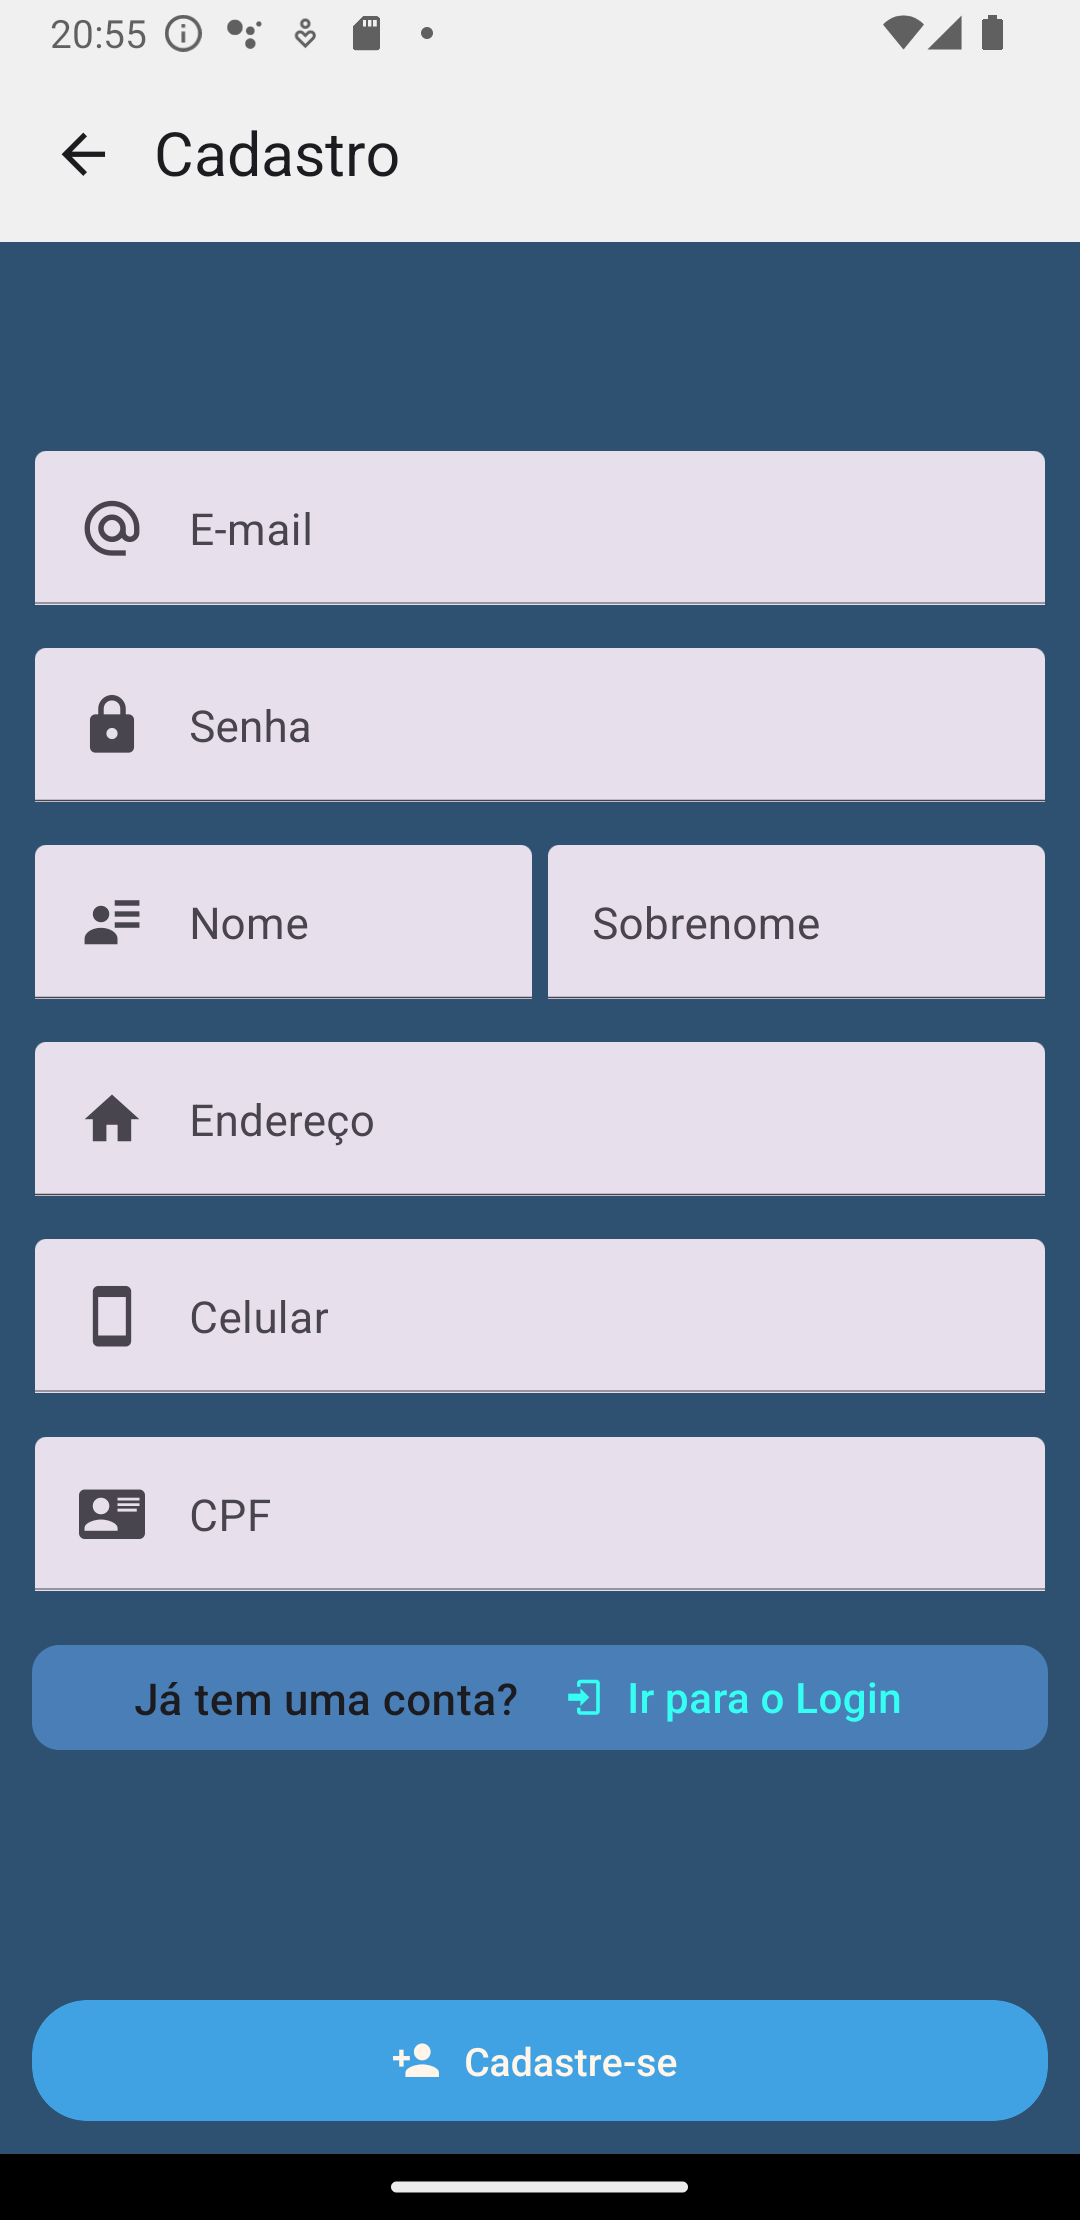 20:55
Cadastro
E-mail
Senha
Nome Sobrenome
Endereço
Celular
CPF
Já tem uma conta? Ir para o Login
Cadastre-se